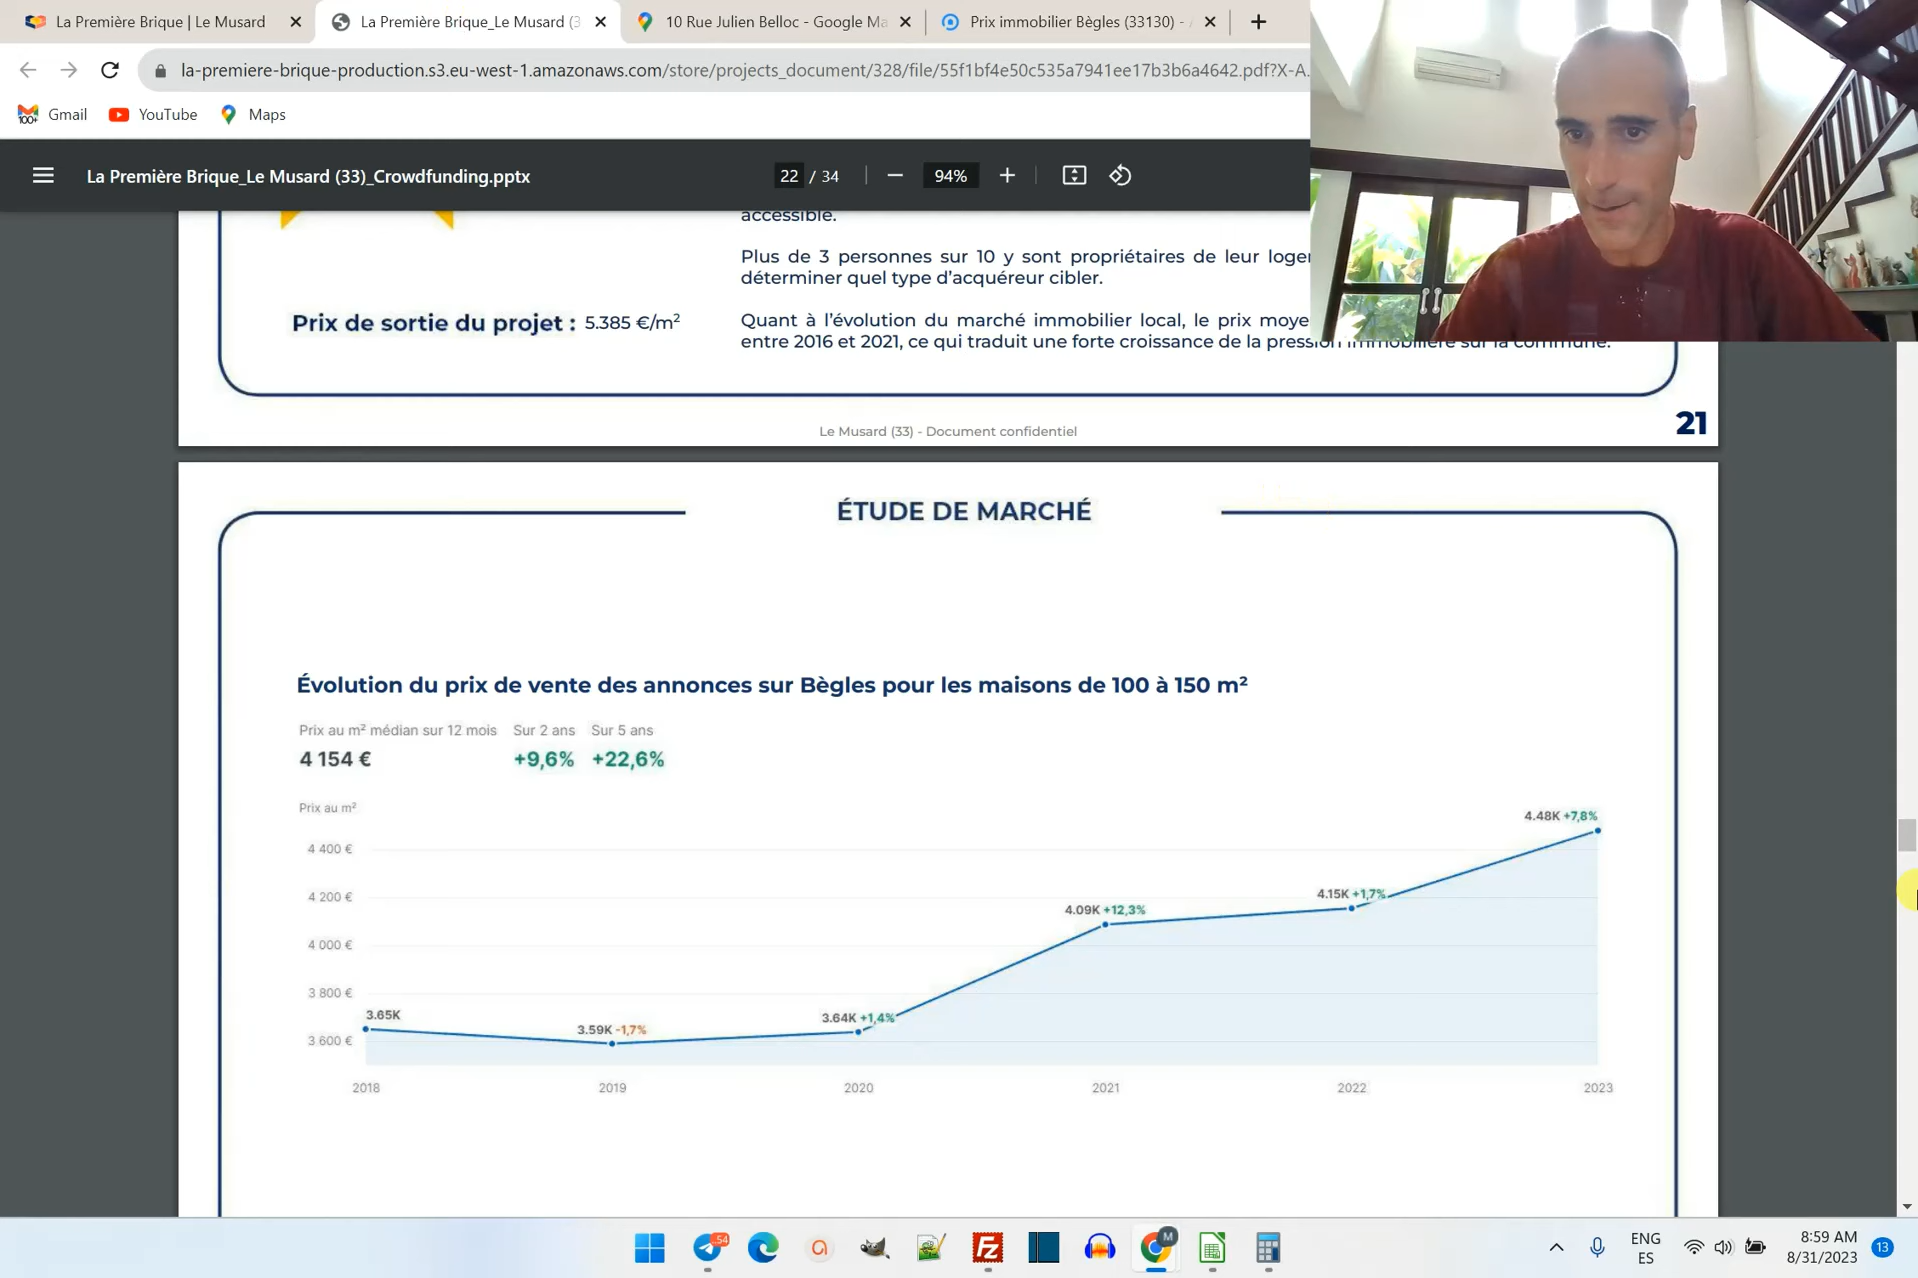 La Première Brique | Le Musard
La Première Brique_Le Musard (3
10 Rue Julien Belloc - Google Ma
Prix immobilier Bègles (33130) -
la-premiere-brique-production.s3.eu-west-1.amazonaws.com/store/projects_document/328/file/55f1bf4e50c535a7941ee17b3b6a4642.pdf?X-A.
Gmail
YouTube
Maps
La Première Brique_Le Musard (33)_Crowdfunding.pptx
22 / 34
94%
accessible.
Plus de 3 personnes sur 10 y sont propriétaires de leur loger
déterminer quel type d'acquéreur cibler.
Prix de sortie du projet : 5.385 €/m²
Quant à l'évolution du marché immobilier local, le prix moye
entre 2016 et 2021, ce qui traduit une forte croissance de la pression immobilière sur la commune.
Le Musard (33) - Document confidentiel
21
ÉTUDE DE MARCHÉ
Évolution du prix de vente des annonces sur Bègles pour les maisons de 100 à 150 m²
Prix au m² médian sur 12 mois Sur 2 ans Sur 5 ans
4 154 € +9,6% +22,6%
Prix au m²
4.48K +7,8%
4 400 €
4 200 €
4.15K +1,7%
4.09K +12,3%
4 000 €
3 800 €
3.65K
3.64K +1,4%
3.59K -1,7%
3 600 €
2018 2019 2020 2021 2022 2023
54
M
ENG
ES
8:59 AM
8/31/2023
13